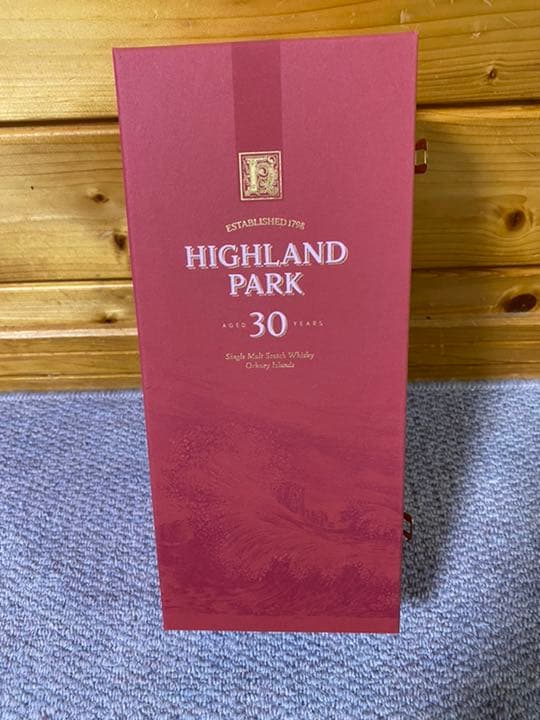 H
ESTABLISHED 1798
HIGHLAND
PARK
AGED 30 YEARS
Single Malt Scotch Whisky
Orkney Islands